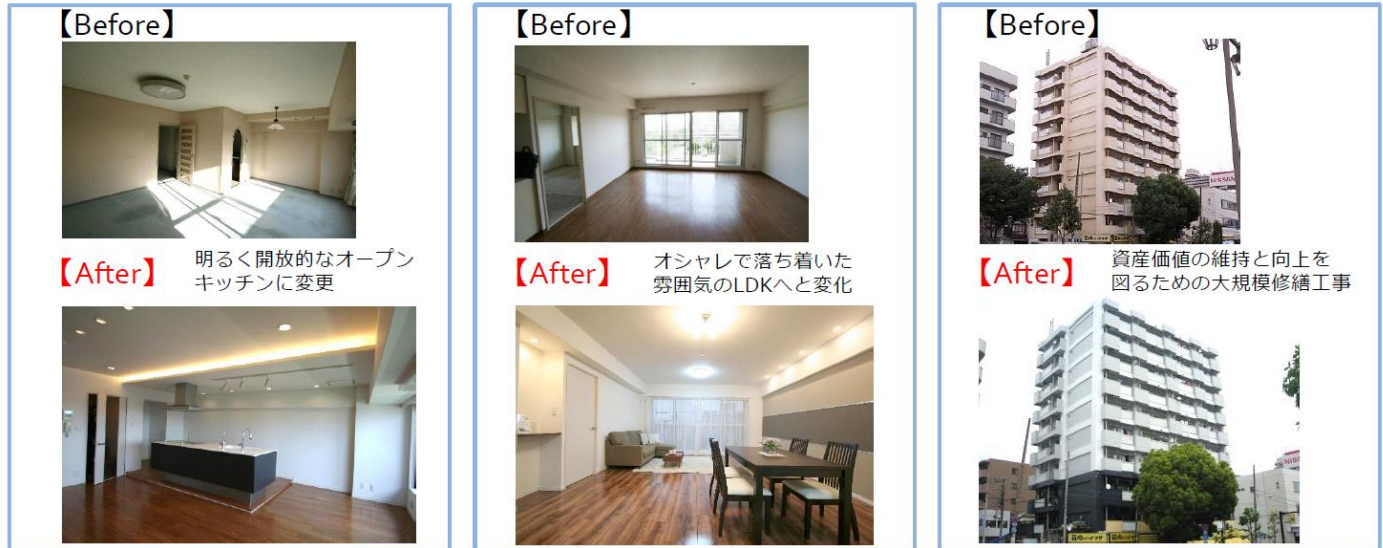 【Before】
【After】
明るく開放的なオープン
キッチンに変更
【Before】
【After】
オシャレで落ち着いた
雰囲気のLDKへと変化
【Before】
NISSAN
【After】
資産価値の維持と向上を
図るための大規模修繕工事